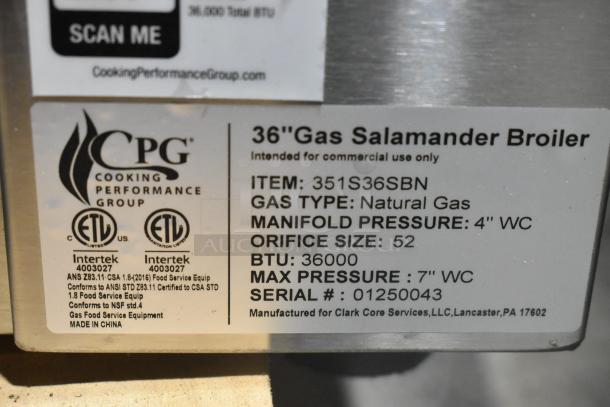 36,000 Total BTU
SCAN ME
CookingPerformanceGroup.com
CPG®
COOKING
PERFORMANCE
GROUP
C ETL US
LISTED
Intertek
4003027
ETL
Intertek
4003027
ANS Z83.11· CSA 1.8-(2016) Food Service Equip
Conforms to ANSI STD Z83.11 Certified to CSA STD
1.8 Food Service Equip
Conforms to NSF std.4
Gas Food Service Equipment
MADE IN CHINA
36"Gas Salamander Broiler
Intended for commercial use only
ITEM: 351S36SBN
GAS TYPE: Natural Gas
MANIFOLD PRESSURE: 4" WC
ORIFICE SIZE: 52
BTU: 36000
MAX PRESSURE : 7" WC
SERIAL # : 01250043
Manufactured for Clark Core Services,LLC,Lancaster,PA 17602